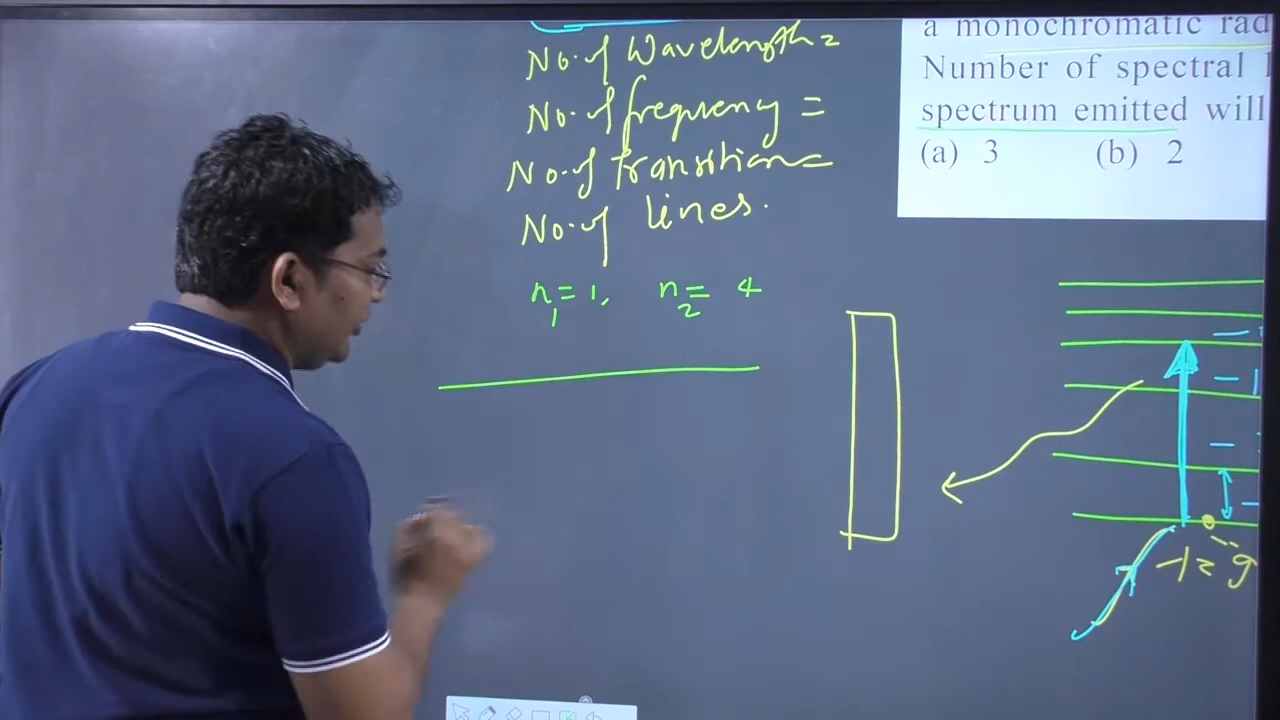 No. of Wavelength =
No. of frequency =
No. of transition =
No. of lines.
n1 = 1, n2 = 4
a monochromatic rad
Number of spectral l
spectrum emitted will
(a) 3 (b) 2